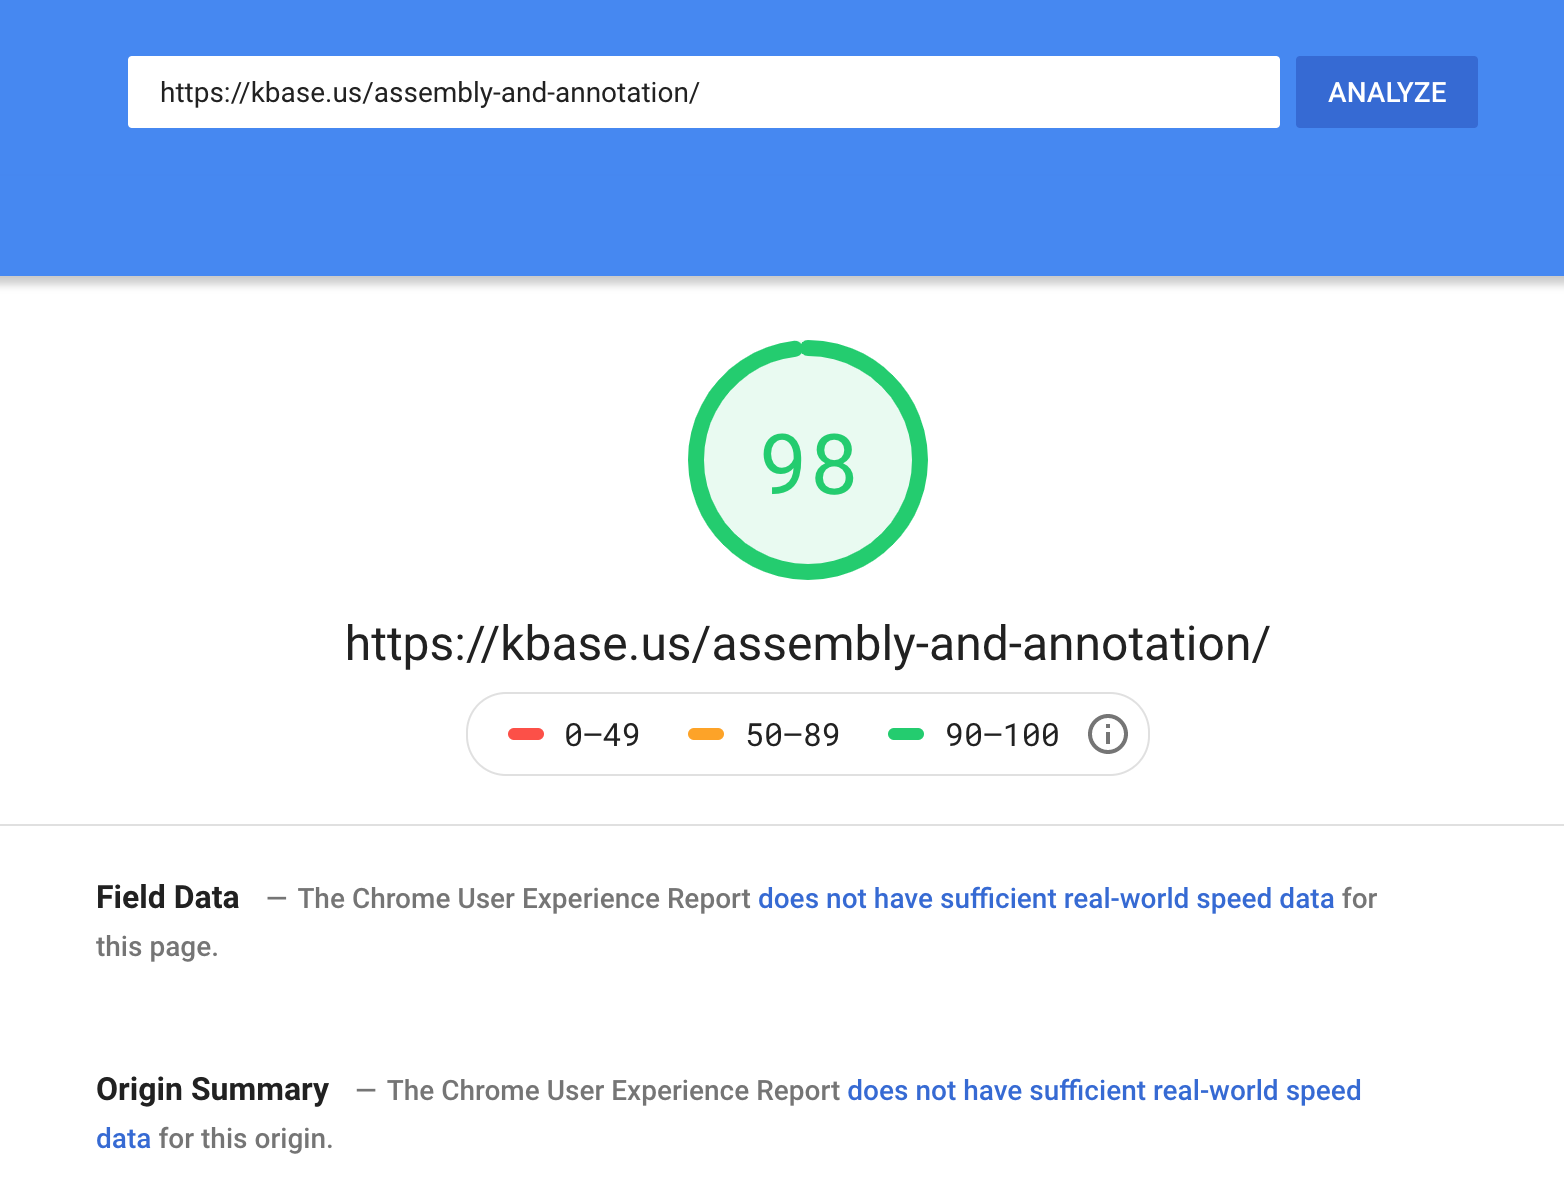 https://kbase.us/assembly-and-annotation/
ANALYZE
98
https://kbase.us/assembly-and-annotation/
0–49 50–89 90–100
Field Data — The Chrome User Experience Report does not have sufficient real-world speed data for
this page.
Origin Summary — The Chrome User Experience Report does not have sufficient real-world speed
data for this origin.